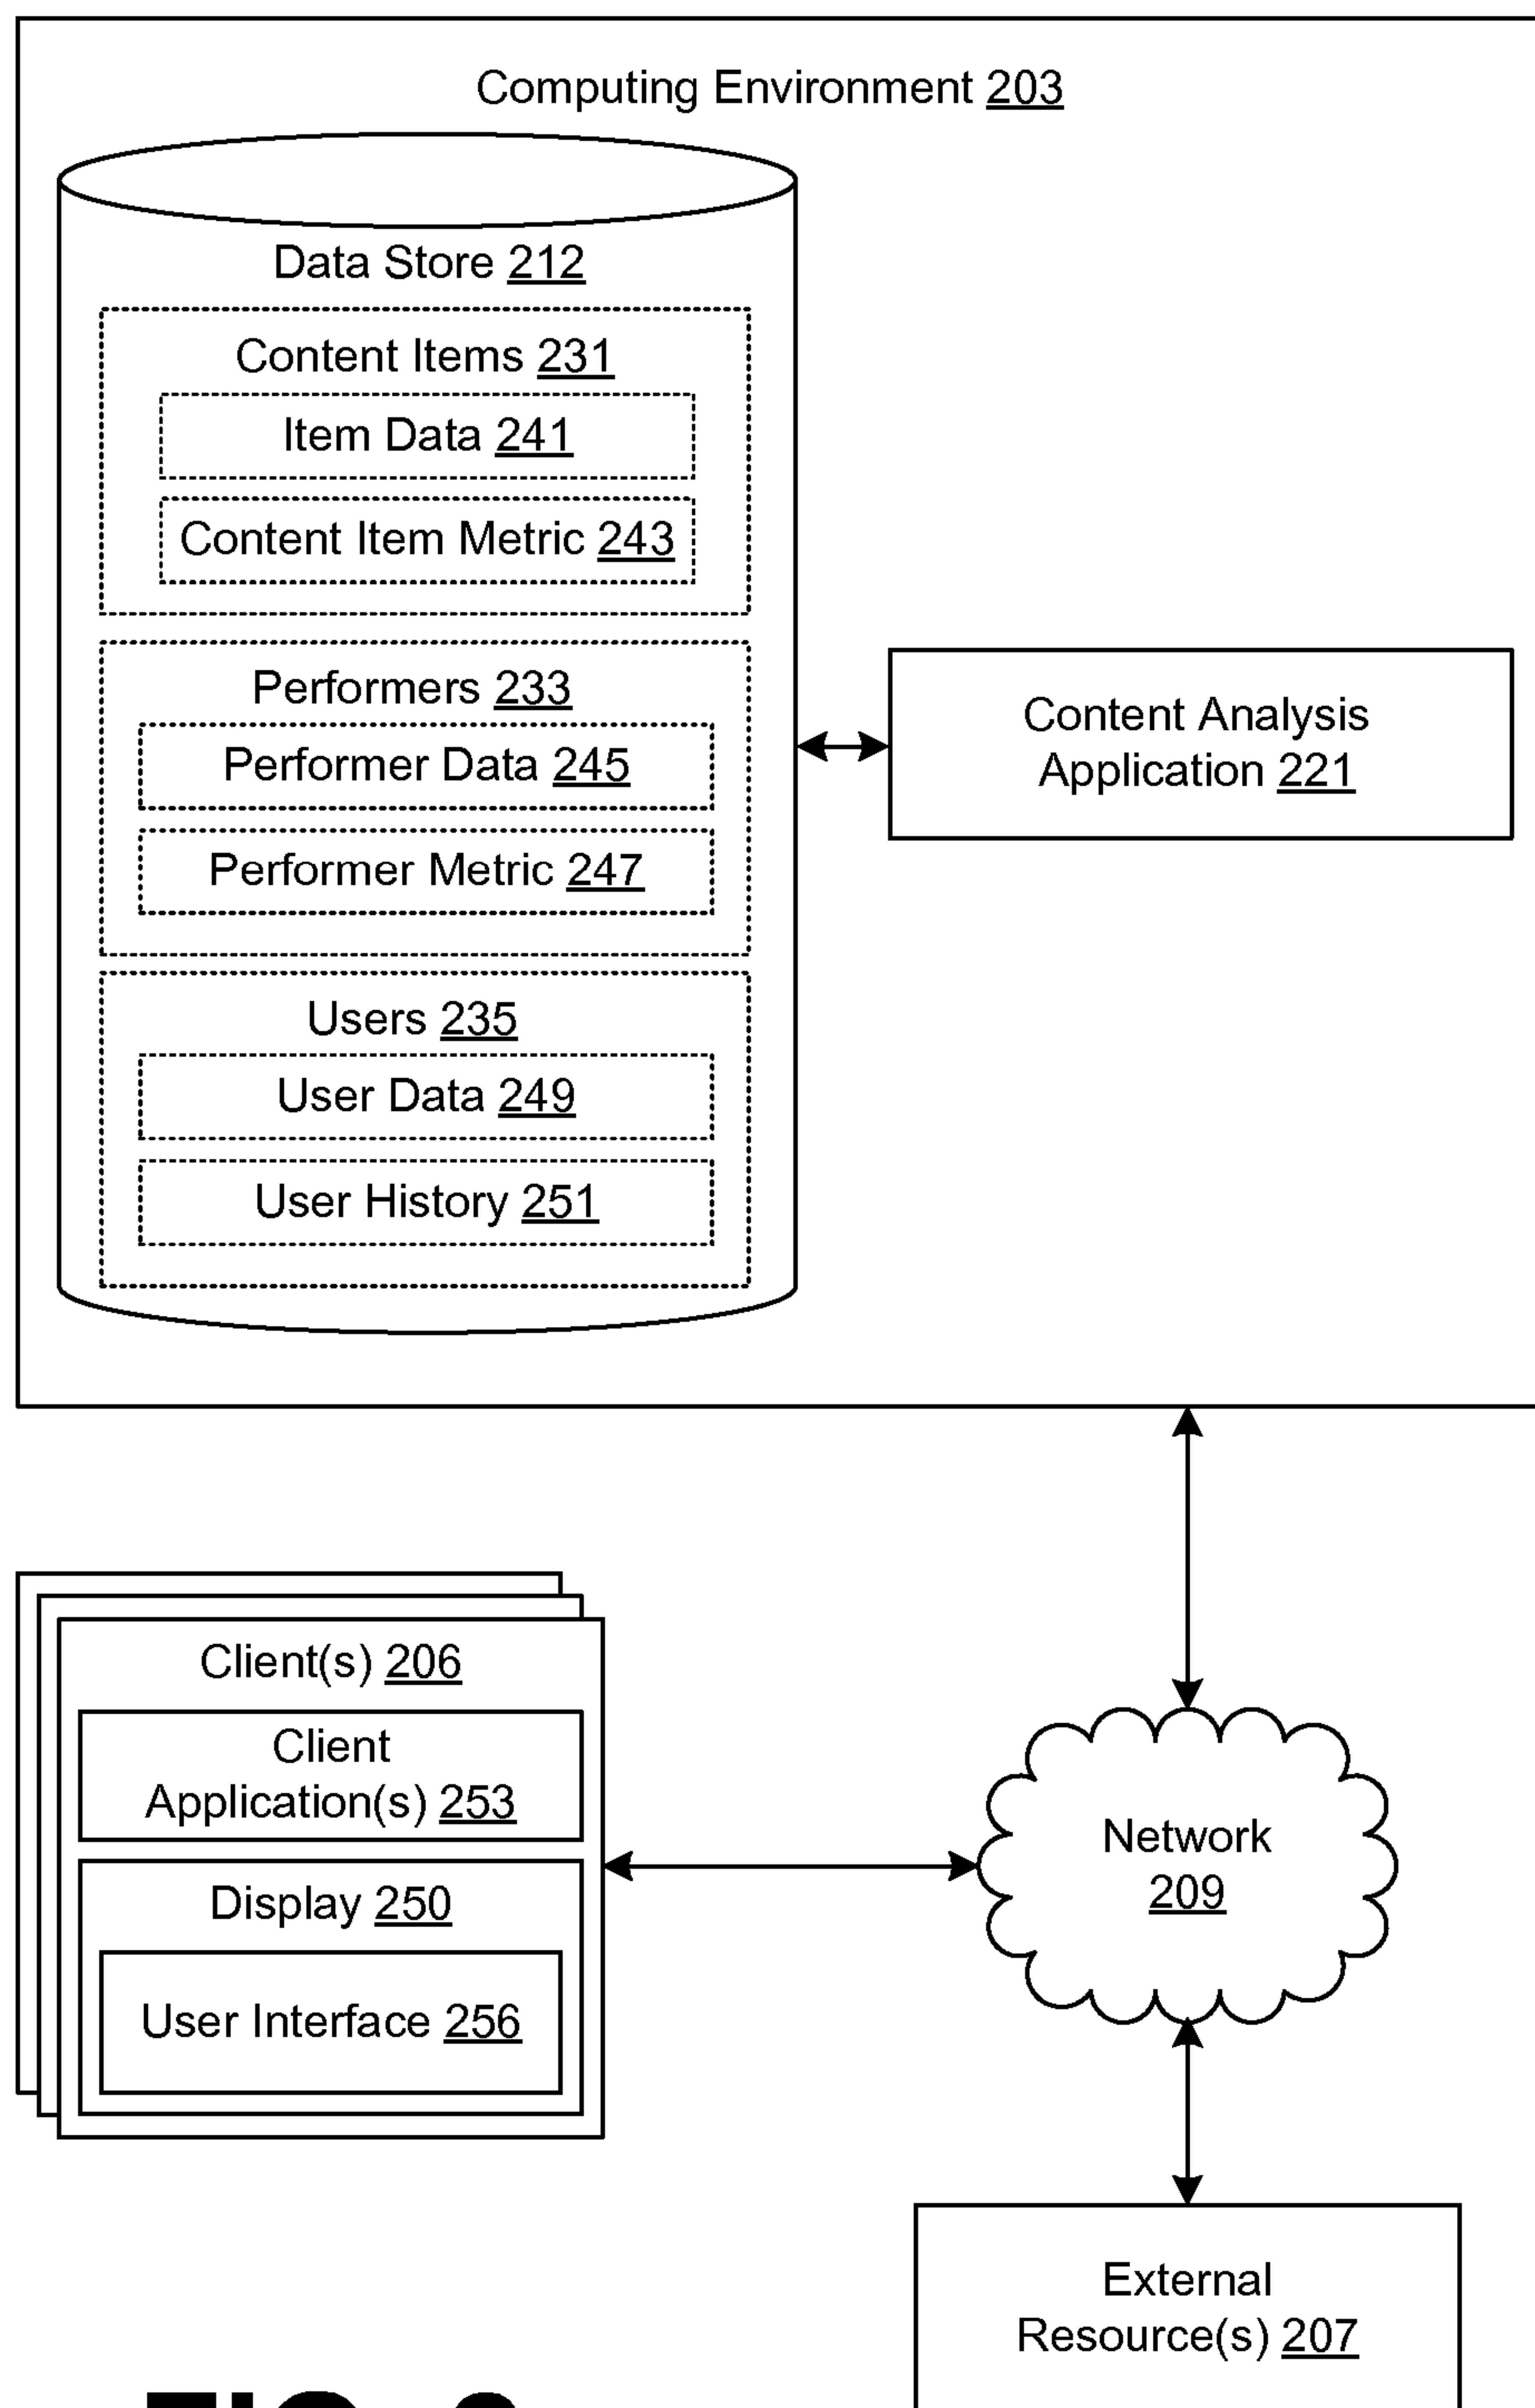 Computing Environment 203
Data Store 212
Content Items 231
Item Data 241
Content Item Metric 243
Performers 233
Performer Data 245
Performer Metric 247
Users 235
User Data 249
User History 251
Content Analysis
Application 221
Client(s) 206
Client
Application(s) 253
Display 250
User Interface 256
Network
209
External
Resource(s) 207